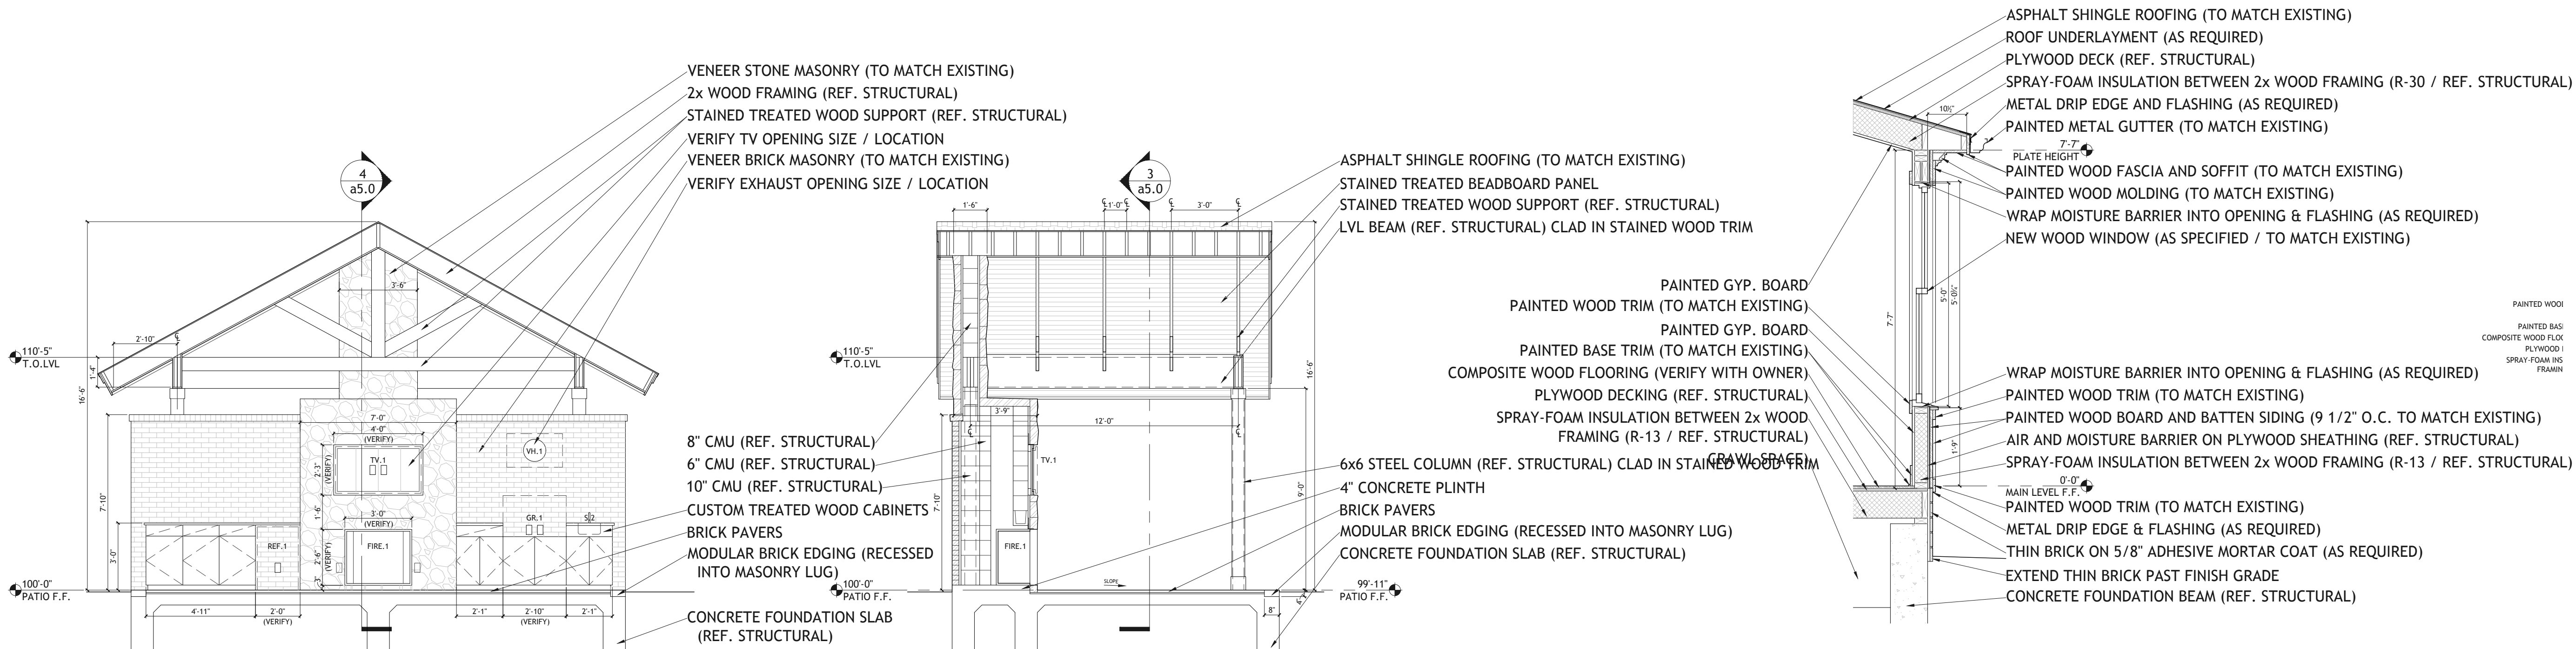 VENEER STONE MASONRY (TO MATCH EXISTING)
2x WOOD FRAMING (REF. STRUCTURAL)
STAINED TREATED WOOD SUPPORT (REF. STRUCTURAL)
VERIFY TV OPENING SIZE / LOCATION
VENEER BRICK MASONRY (TO MATCH EXISTING)
VERIFY EXHAUST OPENING SIZE / LOCATION
4
a5.0
3'-6"
2'-10"
℄
110'-5"
T.O.LVL
1'-4"
16'-6"
7'-0"
4'-0"
(VERIFY)
TV.1
2'-3"
(VERIFY)
VH.1
7'-10"
1'-6"
3'-0"
(VERIFY)
GR.1
REF.1
FIRE.1
3'-0"
2'-6"
(VERIFY)
3"
100'-0"
PATIO F.F.
4'-11"
2'-0"
(VERIFY)
2'-1"
2'-10"
(VERIFY)
2'-1"
8" CMU (REF. STRUCTURAL)
6" CMU (REF. STRUCTURAL)
10" CMU (REF. STRUCTURAL)
CUSTOM TREATED WOOD CABINETS
BRICK PAVERS
MODULAR BRICK EDGING (RECESSED
INTO MASONRY LUG)
CONCRETE FOUNDATION SLAB
(REF. STRUCTURAL)
3
a5.0
1'-6"
℄
1'-0"
℄
℄
3'-0"
℄
110'-5"
T.O.LVL
16'-6"
3'-9"
12'-0"
TV.1
7'-10"
9'-0"
FIRE.1
SLOPE
100'-0"
PATIO F.F.
99'-11"
PATIO F.F.
8"
ASPHALT SHINGLE ROOFING (TO MATCH EXISTING)
STAINED TREATED BEADBOARD PANEL
STAINED TREATED WOOD SUPPORT (REF. STRUCTURAL)
LVL BEAM (REF. STRUCTURAL) CLAD IN STAINED WOOD TRIM
6x6 STEEL COLUMN (REF. STRUCTURAL) CLAD IN STAINED WOOD TRIM
4" CONCRETE PLINTH
BRICK PAVERS
MODULAR BRICK EDGING (RECESSED INTO MASONRY LUG)
CONCRETE FOUNDATION SLAB (REF. STRUCTURAL)
PAINTED GYP. BOARD
PAINTED WOOD TRIM (TO MATCH EXISTING)
PAINTED GYP. BOARD
PAINTED BASE TRIM (TO MATCH EXISTING)
COMPOSITE WOOD FLOORING (VERIFY WITH OWNER)
PLYWOOD DECKING (REF. STRUCTURAL)
SPRAY-FOAM INSULATION BETWEEN 2x WOOD
FRAMING (R-13 / REF. STRUCTURAL)
CRAWL SPACE
10½"
7'-7"
PLATE HEIGHT
7'-7"
5'-0"
5'-0¼"
1'-9"
0'-0"
MAIN LEVEL F.F.
ASPHALT SHINGLE ROOFING (TO MATCH EXISTING)
ROOF UNDERLAYMENT (AS REQUIRED)
PLYWOOD DECK (REF. STRUCTURAL)
SPRAY-FOAM INSULATION BETWEEN 2x WOOD FRAMING (R-30 / REF. STRUCTURAL)
METAL DRIP EDGE AND FLASHING (AS REQUIRED)
PAINTED METAL GUTTER (TO MATCH EXISTING)
PAINTED WOOD FASCIA AND SOFFIT (TO MATCH EXISTING)
PAINTED WOOD MOLDING (TO MATCH EXISTING)
WRAP MOISTURE BARRIER INTO OPENING & FLASHING (AS REQUIRED)
NEW WOOD WINDOW (AS SPECIFIED / TO MATCH EXISTING)
WRAP MOISTURE BARRIER INTO OPENING & FLASHING (AS REQUIRED)
PAINTED WOOD TRIM (TO MATCH EXISTING)
PAINTED WOOD BOARD AND BATTEN SIDING (9 1/2" O.C. TO MATCH EXISTING)
AIR AND MOISTURE BARRIER ON PLYWOOD SHEATHING (REF. STRUCTURAL)
SPRAY-FOAM INSULATION BETWEEN 2x WOOD FRAMING (R-13 / REF. STRUCTURAL)
PAINTED WOOD TRIM (TO MATCH EXISTING)
METAL DRIP EDGE & FLASHING (AS REQUIRED)
THIN BRICK ON 5/8" ADHESIVE MORTAR COAT (AS REQUIRED)
EXTEND THIN BRICK PAST FINISH GRADE
CONCRETE FOUNDATION BEAM (REF. STRUCTURAL)
PAINTED WOO
PAINTED BAS
COMPOSITE WOOD FLO
PLYWOOD
SPRAY-FOAM INS
FRAMIN